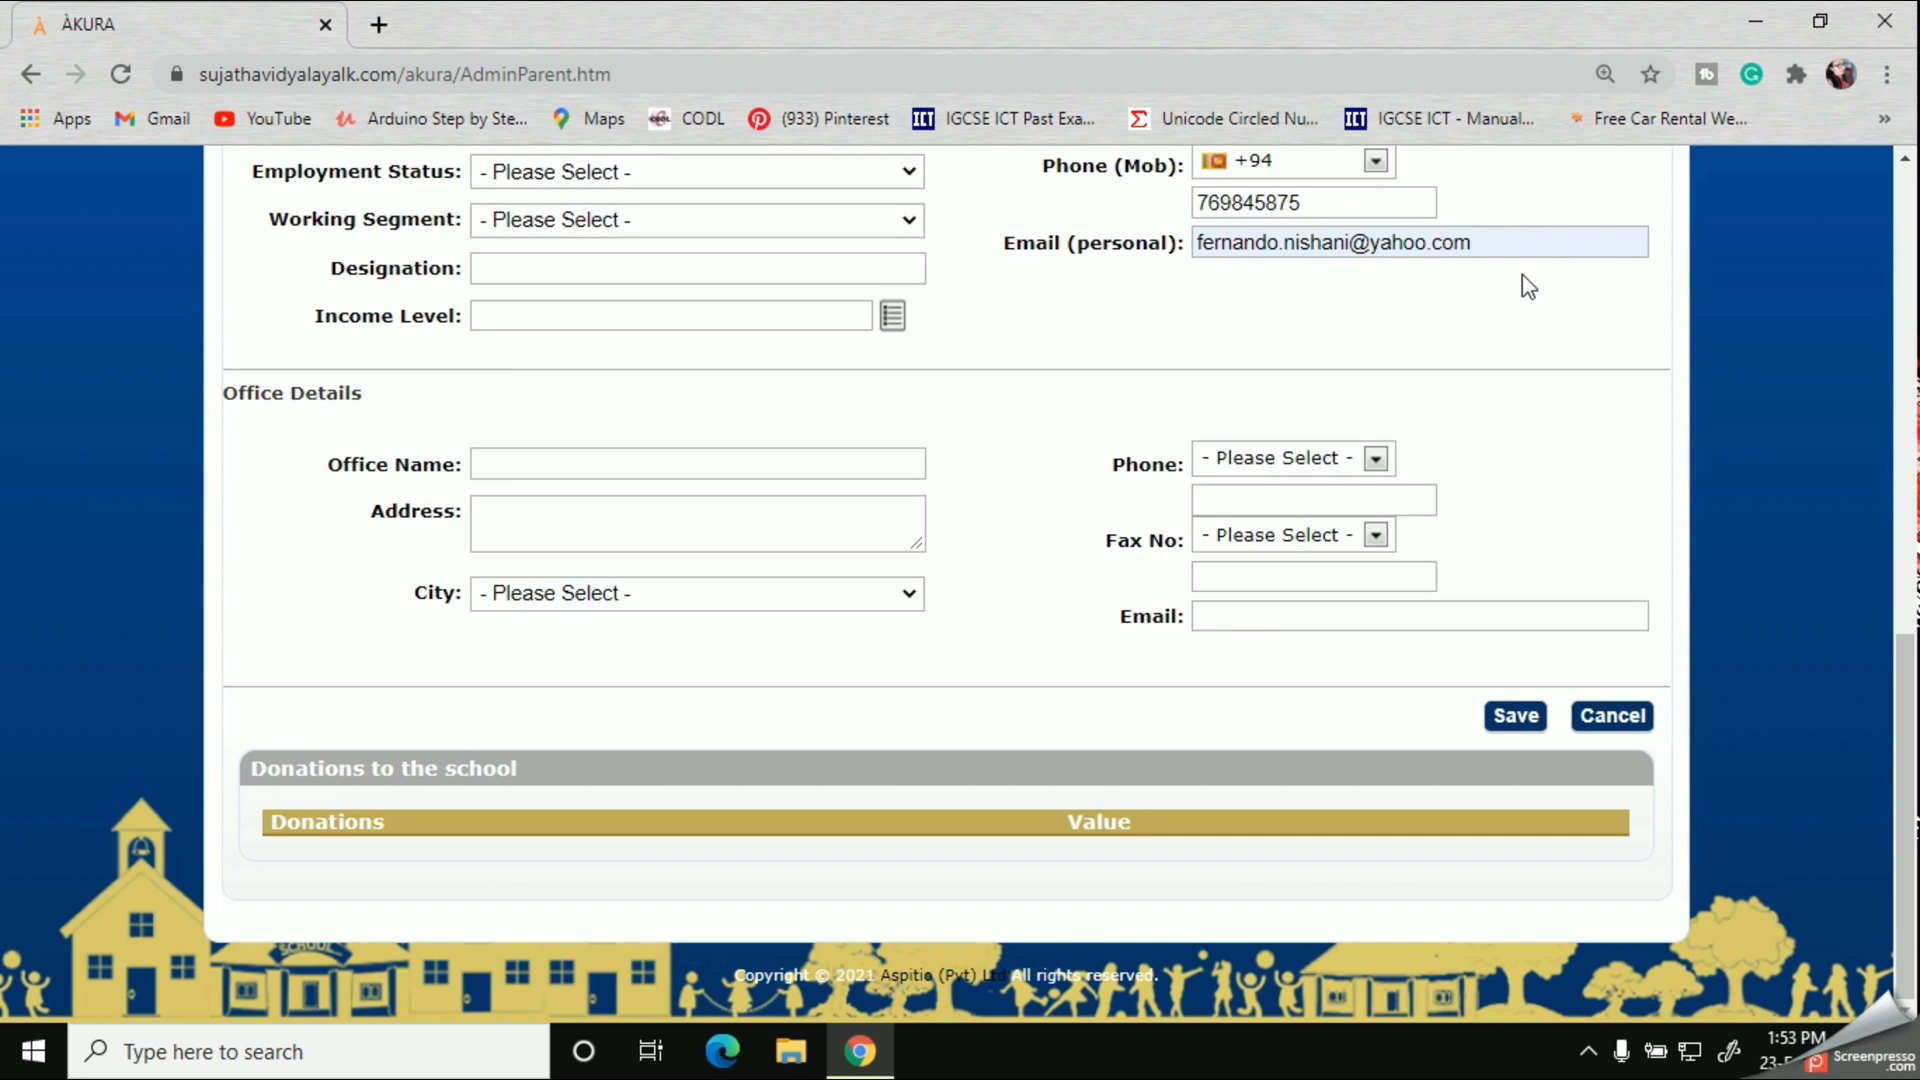 ÀKURA
sujathavidyalayalk.com/akura/AdminParent.htm
Apps Gmail YouTube Arduino Step by Ste... Maps CODL (933) Pinterest IGCSE ICT Past Exa... Unicode Circled Nu... IGCSE ICT - Manual... Free Car Rental We... »
Employment Status: - Please Select -
Phone (Mob): +94
769845875
Working Segment: - Please Select -
Email (personal): fernando.nishani@yahoo.com
Designation:
Income Level:
Office Details
Office Name:
Phone: - Please Select -
Address:
Fax No: - Please Select -
City: - Please Select -
Email:
Save Cancel
Donations to the school
Donations Value
SCHOOL
Copyright © 2021 Aspitio (Pvt) Ltd All rights reserved.
Type here to search
1:53 PM
Screenpresso
.com